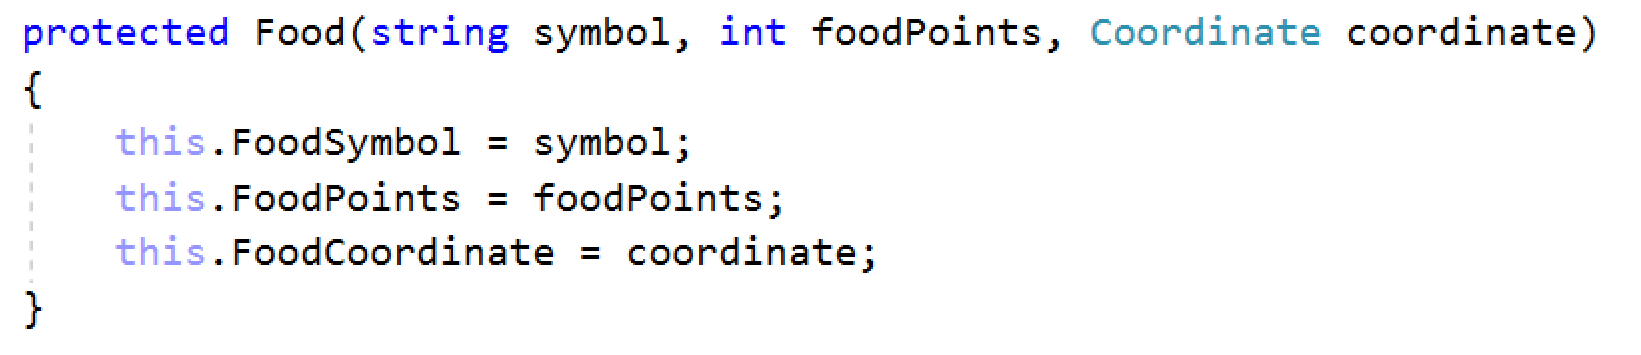 protected Food(string symbol, int foodPoints, Coordinate coordinate)
{
    this.FoodSymbol = symbol;
    this.FoodPoints = foodPoints;
    this.FoodCoordinate = coordinate;
}